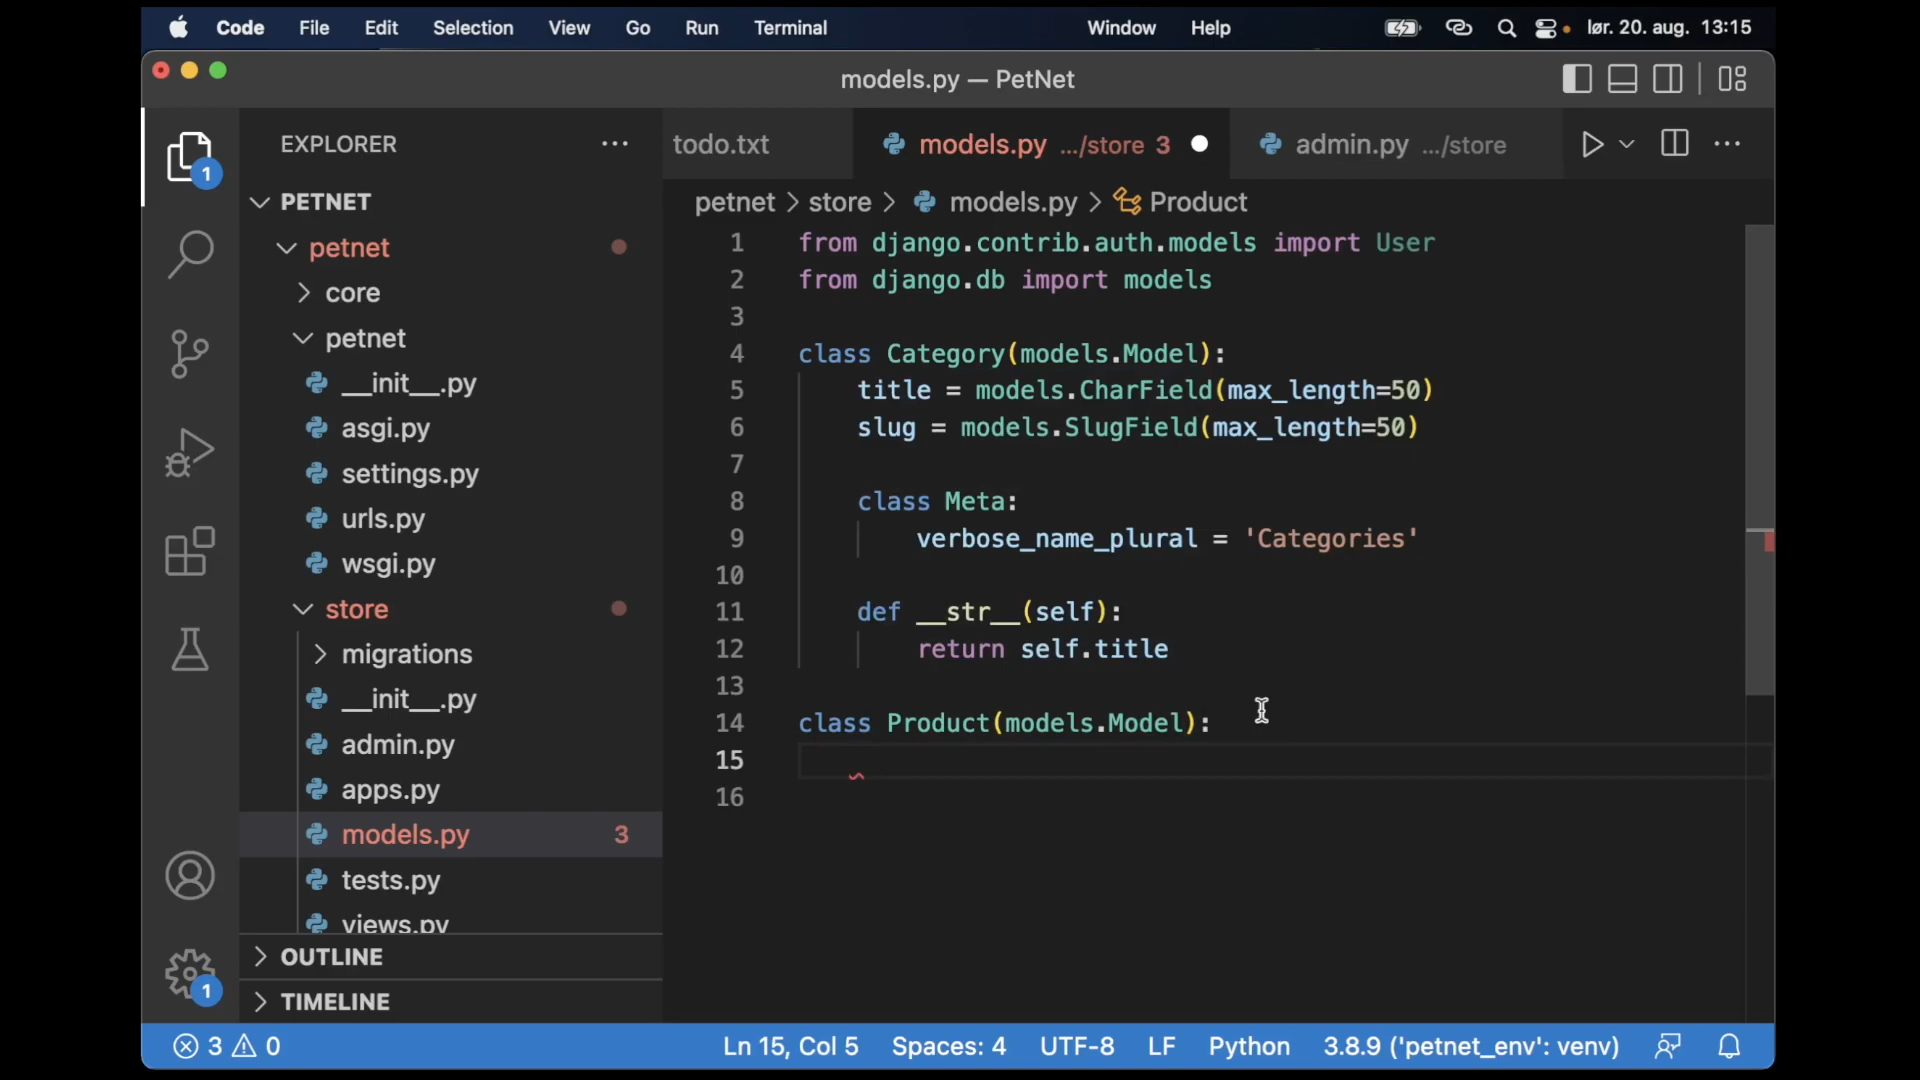 Code File Edit Selection View Go Run Terminal Window Help lør. 20. aug. 13:15
models.py — PetNet
EXPLORER
todo.txt models.py .../store 3 admin.py .../store
PETNET
petnet > store > models.py > Product
petnet
core
petnet
__init__.py
asgi.py
settings.py
urls.py
wsgi.py
store
migrations
__init__.py
admin.py
apps.py
models.py 3
tests.py
views.py
OUTLINE
TIMELINE
1
1
1 from django.contrib.auth.models import User
2 from django.db import models
3
4 class Category(models.Model):
5 title = models.CharField(max_length=50)
6 slug = models.SlugField(max_length=50)
7
8 class Meta:
9 verbose_name_plural = 'Categories'
10
11 def __str__(self):
12 return self.title
13
14 class Product(models.Model):
15
16
3 0 Ln 15, Col 5 Spaces: 4 UTF-8 LF Python 3.8.9 ('petnet_env': venv)